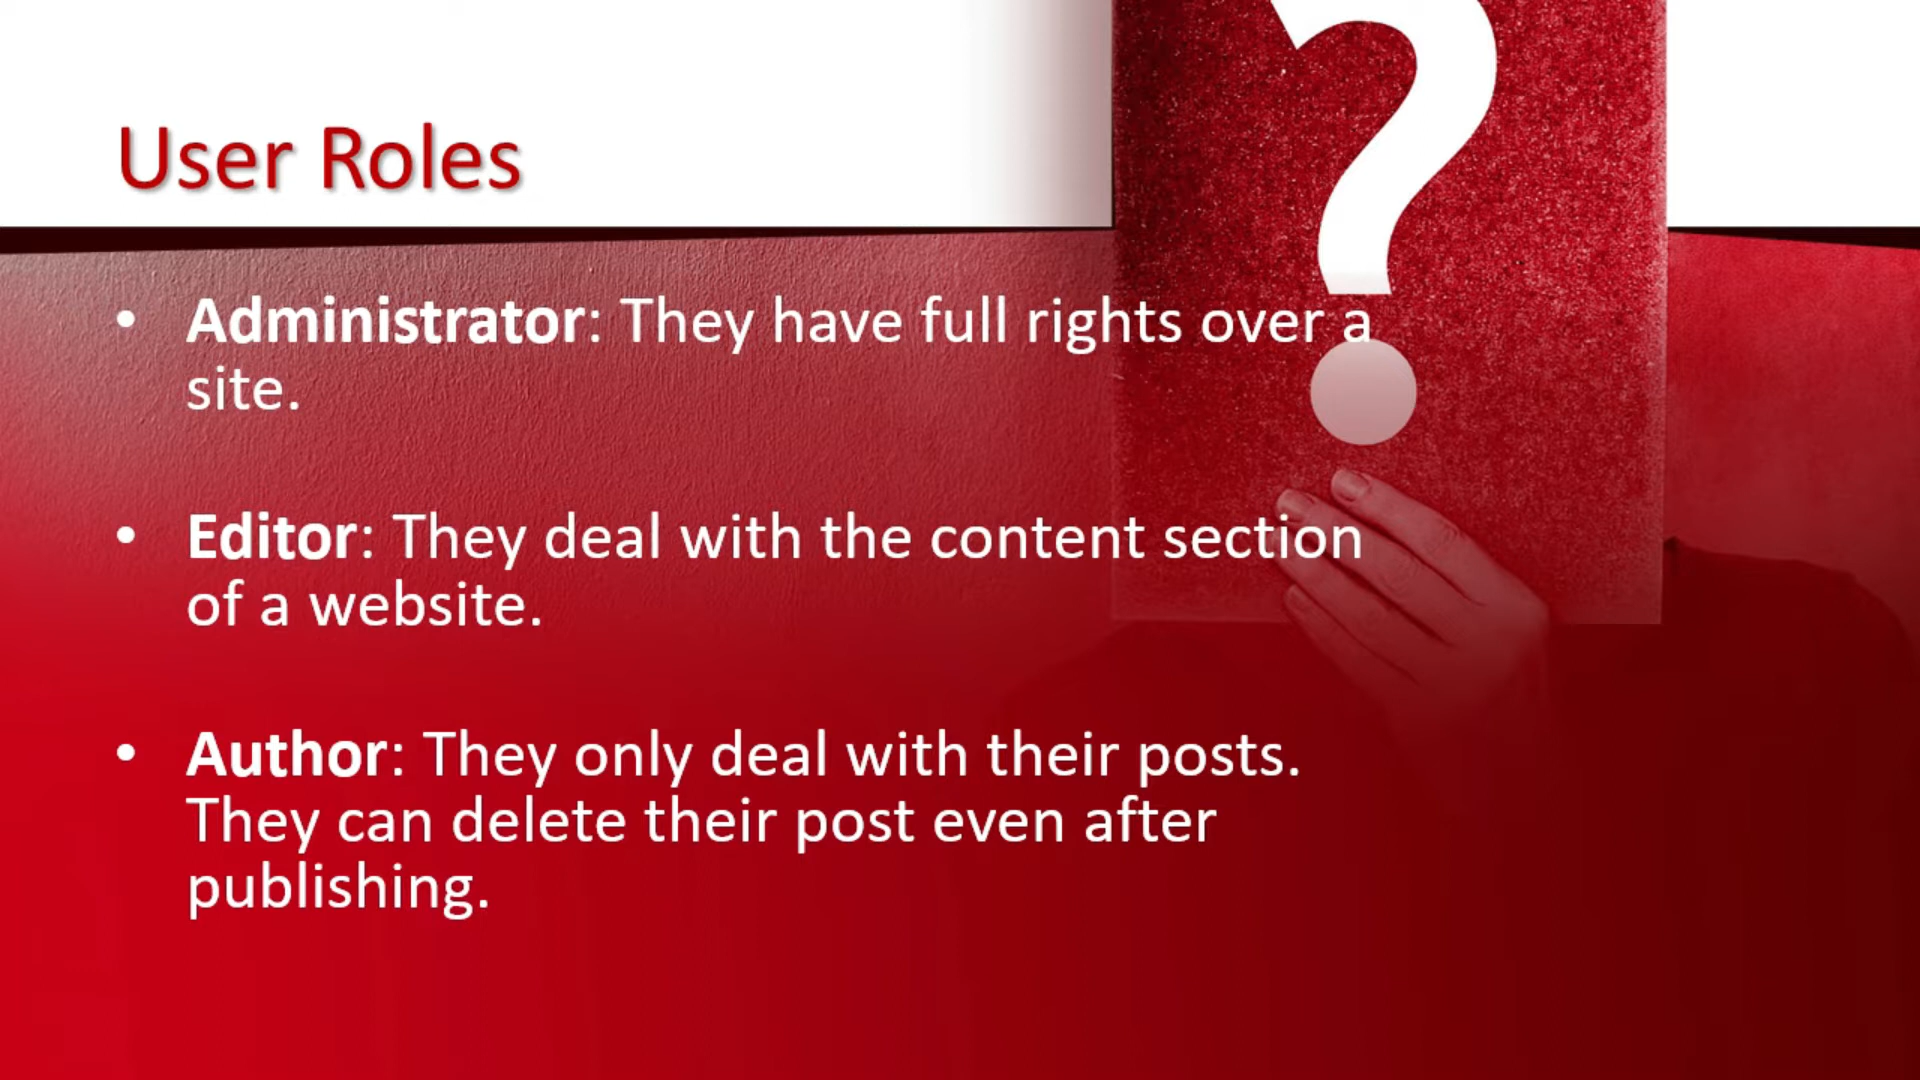 User Roles
• Administrator: They have full rights over a
site.
• Editor: They deal with the content section
of a website.
• Author: They only deal with their posts.
They can delete their post even after
publishing.
?